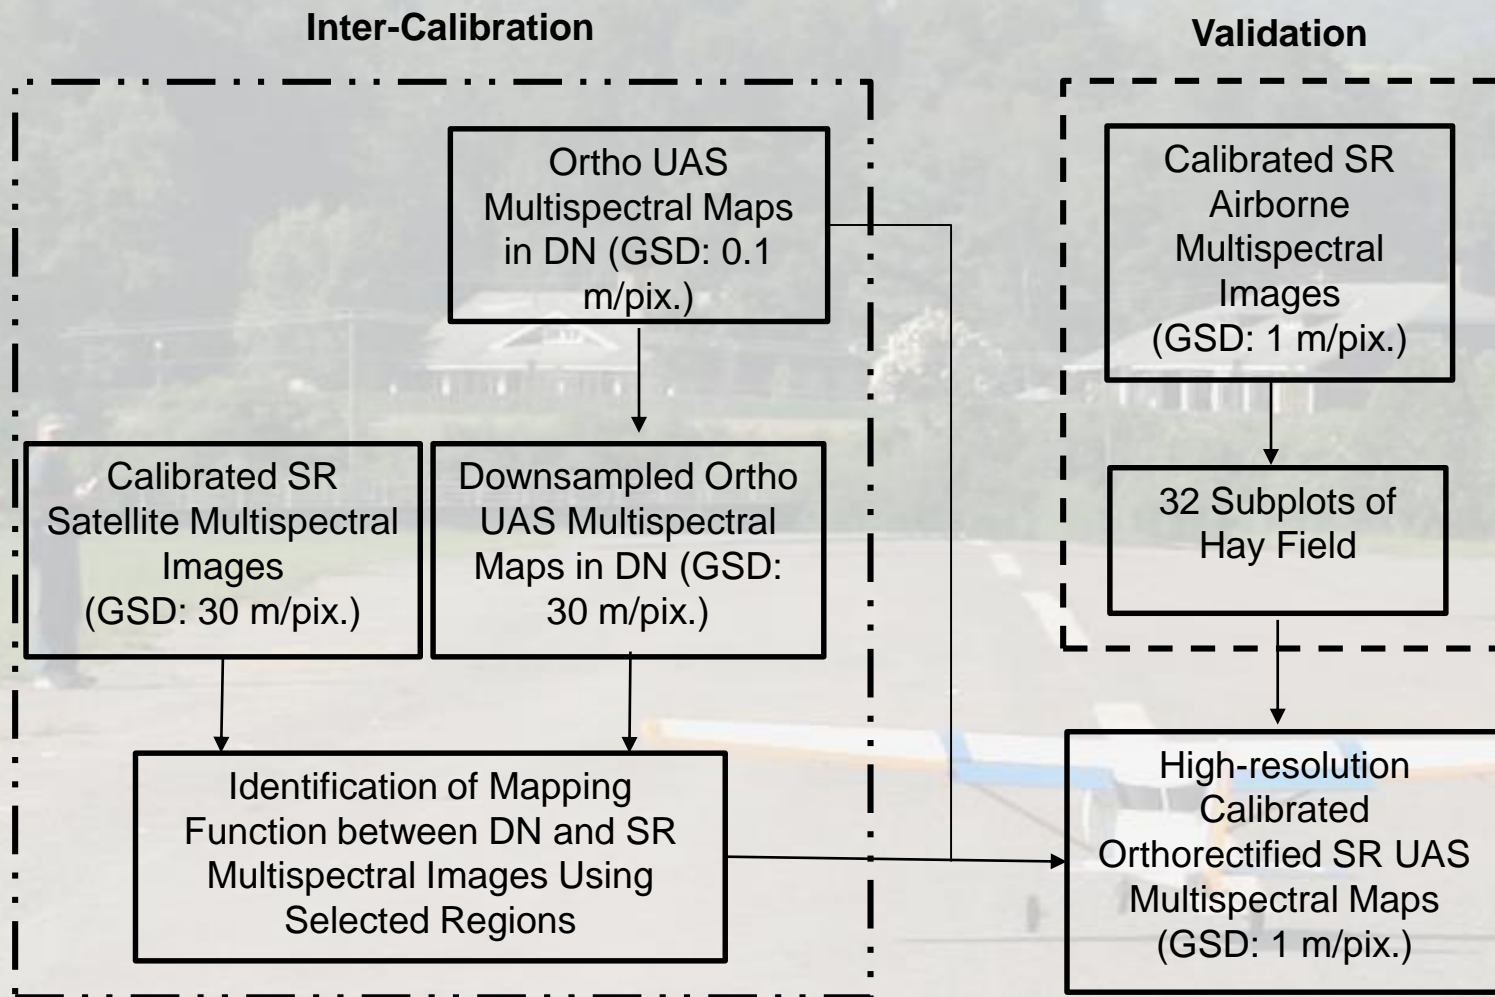 Inter-Calibration
Validation
Ortho UAS
Multispectral Maps
in DN (GSD: 0.1
m/pix.)
Calibrated SR
Airborne
Multispectral
Images
(GSD: 1 m/pix.)
Calibrated SR
Satellite Multispectral
Images
(GSD: 30 m/pix.)
Downsampled Ortho
UAS Multispectral
Maps in DN (GSD:
30 m/pix.)
32 Subplots of
Hay Field
Identification of Mapping
Function between DN and SR
Multispectral Images Using
Selected Regions
High-resolution
Calibrated
Orthorectified SR UAS
Multispectral Maps
(GSD: 1 m/pix.)